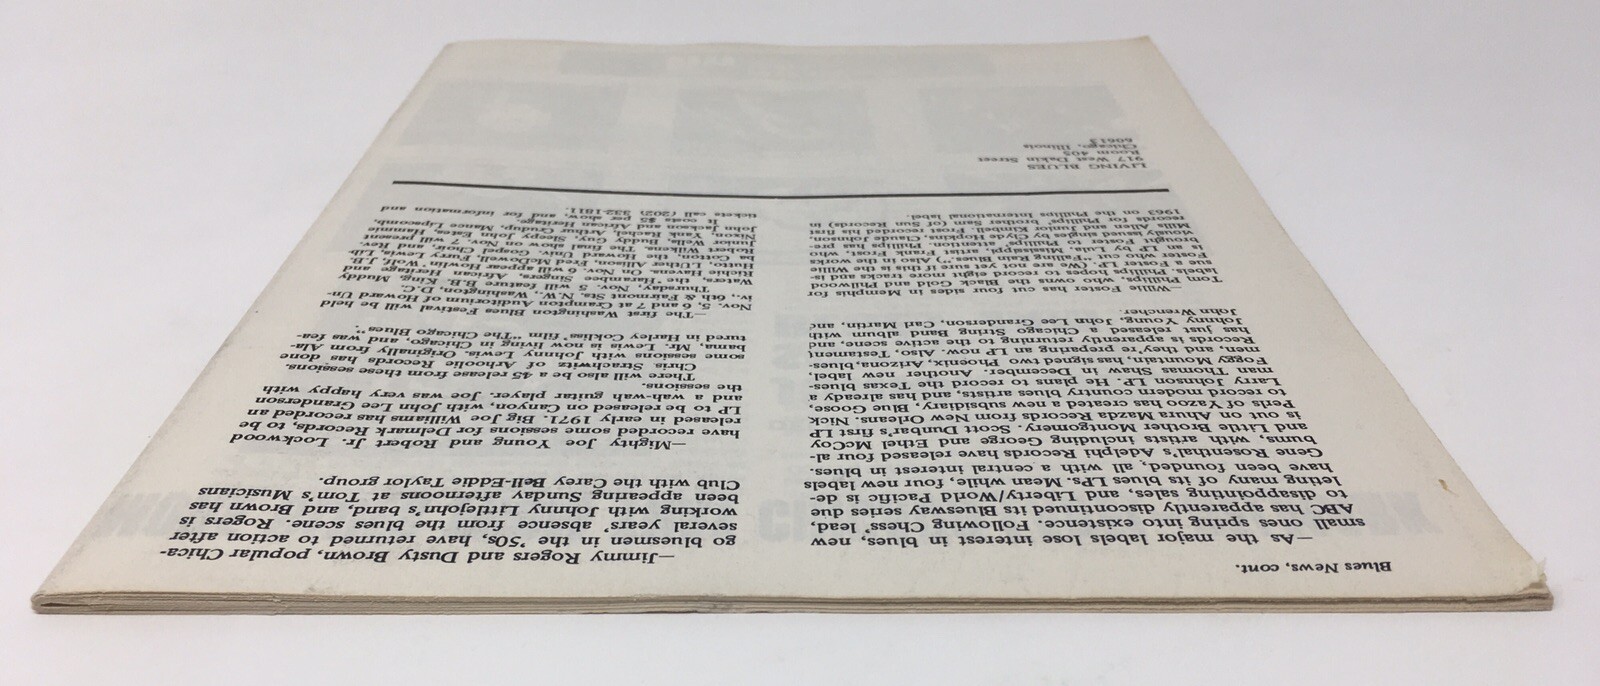 Blues News, cont.
—As the major labels lose interest in blues, new
small ones spring into existence. Following Chess' lead,
ABC has apparently discontinued its Bluesway series due
to disappointing sales, and Liberty/World Pacific is de-
leting many of its blues LPs. Mean while, four new labels
have been founded, all with a central interest in blues.
Gene Rosenthal's Adelphi Records have released four al-
bums, with artists including George and Ethel McCoy
and Little Brother Montgomery. Scott Dunbar's first LP
is out on Ahura Mazda Records from New Orleans. Nick
Perls of Yazoo has created a new subsidiary, Blue Goose,
to record modern country blues artists, and has already a
Larry Johnson LP. He plans to record the Texas blues-
man Thomas Shaw in December. Another new label,
Foggy Mountain, has signed two Phoenix, Arizona, blues-
men, and they're preparing an LP now. Also, Testament
Records is apparently returning to the active scene, and
has just released a Chicago String Band album with
Johnny Young, John Lee Granderson, Carl Martin, and
John Wrencher.
—Willie Foster has cut four sides in Memphis for
Tom Phillips, who owns the Black Gold and Philwood
labels. Phillips hopes to record eight more tracks and is-
sue a Foster LP. (We are not yet sure if this is the Willie
Foster who cut "Falling Rain Blues.") Also in the works
is an LP by Lula, Mississippi, artist Frank Frost, who
brought Foster to Phillips' attention. Phillips has pre-
viously issued singles by Clyde Hopkins, Claude Johnson,
Mills Allen and Junior Kimbell. Frost recorded his first
records for Phillips' brother Sam (of Sun Records) in
1963 on the Phillips International label.
—Jimmy Rogers and Dusty Brown, popular Chica-
go bluesmen in the '50s, have returned to action after
several years' absence from the blues scene. Rogers is
working with Johnny Littlejohn's band, and Brown has
been appearing Sunday afternoons at Tom's Musicians
Club with the Carey Bell-Eddie Taylor group.
—Mighty Joe Young and Robert Jr. Lockwood
have recorded some sessions for Delmark Records, to be
released in early 1971. Big Joe Williams has recorded an
LP to be released on Canyon, with John Lee Granderson
and a wah-wah guitar player. Joe was very happy with
the sessions.
There will also be a 45 release from these sessions.
Chris Strachwitz of Arhoolie Records has done
some sessions with Johnny Lewis. Originally from Ala-
bama, Mr. Lewis is now living in Chicago, and was fea-
tured in Harley Cokliss' film "The Chicago Blues".
—The first Washington Blues Festival will be held
Nov. 5, 6 and 7 at Crampton Auditorium of Howard Un-
iv., 6th & Fairmont Sts. N.W., Washington, D.C.
Thursday, Nov. 5 will feature B.B. King, Muddy
Waters, the Harambee Singers, African Heritage and
Richie Havens. On Nov. 6 will appear Howlin Wolf, J.B.
Hutto, Luther Allison, Fred McDowell, Furry Lewis, Lib-
ba Cotton, the Howard Univ. Gospel Choir, and Rev.
Robert Wilkens. The final show on Nov. 7 will present
Junior Wells, Buddy Guy, Sleepy John Estes, Hammie
Nixon, Yank Rachel, Arthur Crudup, Mance Lipscomb,
John Jackson and African Heritage.
It costs $5 per show, and for information and
tickets call (202) 332-1811.
LIVING BLUES
917 West Dakin Street
Room 405
Chicago, Illinois
60613